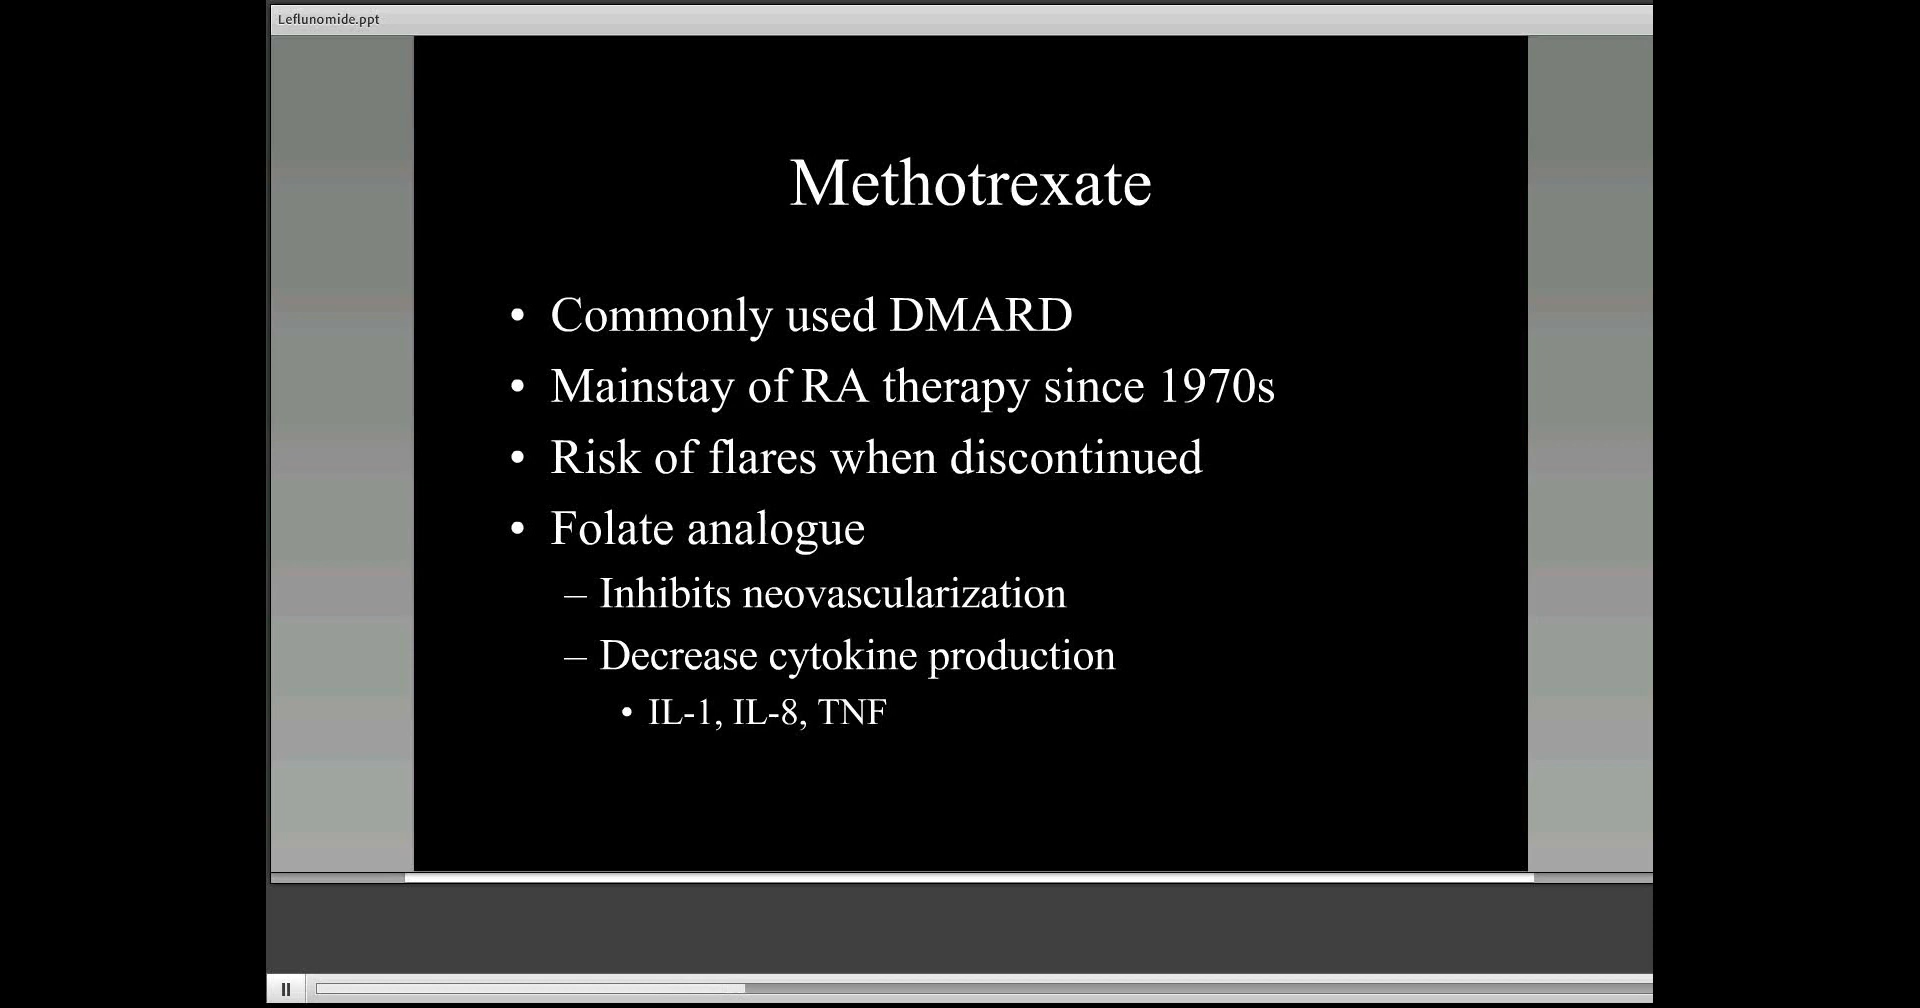 Leflunomide.ppt
Methotrexate
• Commonly used DMARD
• Mainstay of RA therapy since 1970s
• Risk of flares when discontinued
• Folate analogue
– Inhibits neovascularization
– Decrease cytokine production
• IL-1, IL-8, TNF